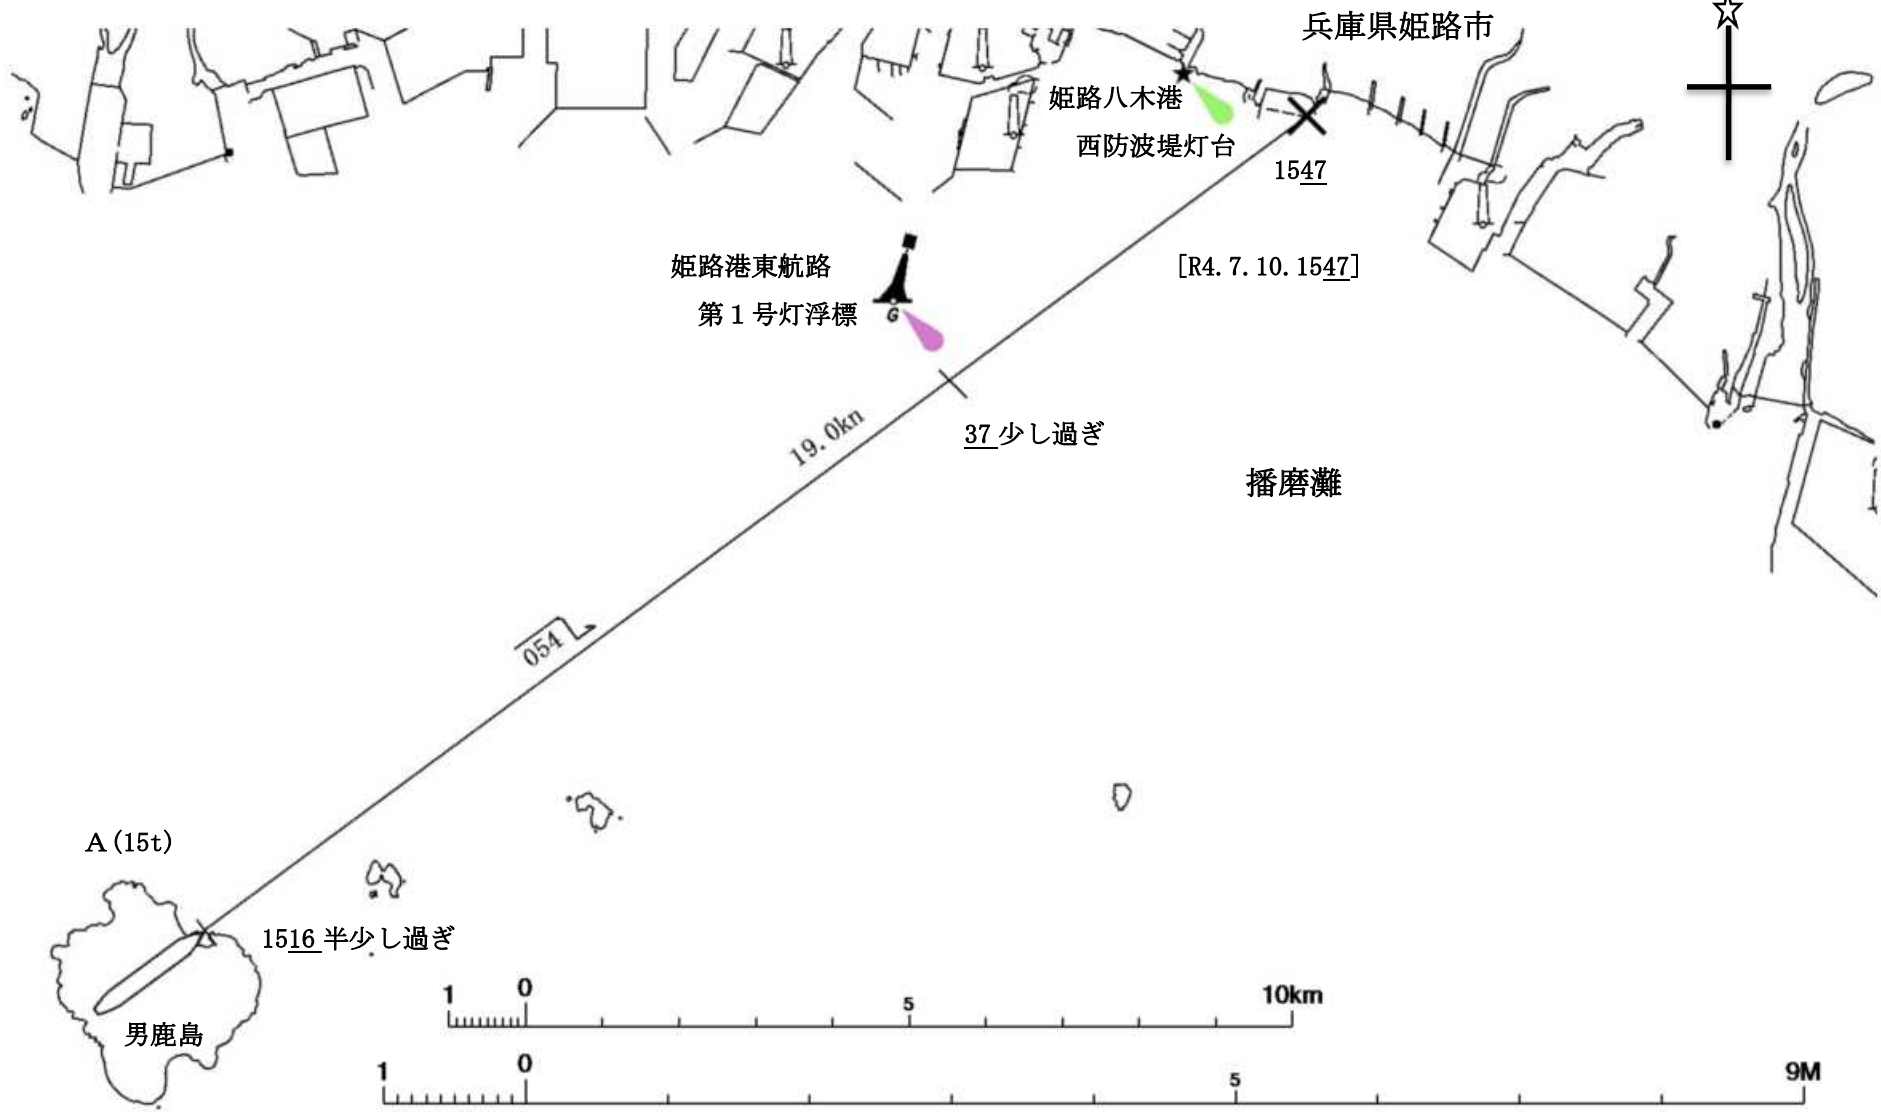 兵庫県姫路市
姫路八木港
西防波堤灯台
1547
[R4.7.10.1547]
姫路港東航路
第1号灯浮標
G
37少し過ぎ
19.0kn
播磨灘
054
A(15t)
1516半少し過ぎ
男鹿島
1 0 5 10km
1 0 5 9M